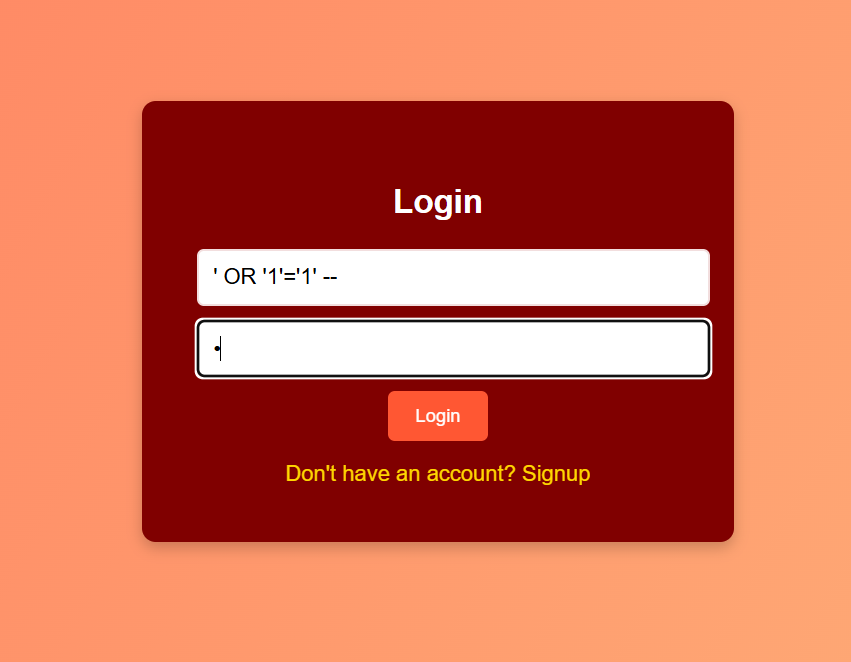 Login
' OR '1'='1' --
•
Login
Don't have an account? Signup